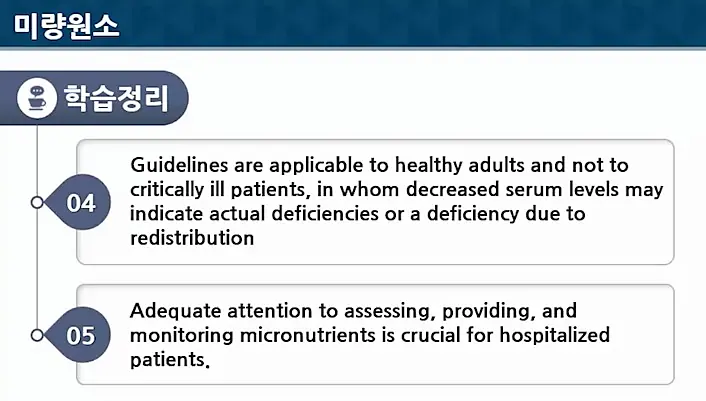 미량원소
학습정리
04
Guidelines are applicable to healthy adults and not to
critically ill patients, in whom decreased serum levels may
indicate actual deficiencies or a deficiency due to
redistribution
05
Adequate attention to assessing, providing, and
monitoring micronutrients is crucial for hospitalized
patients.